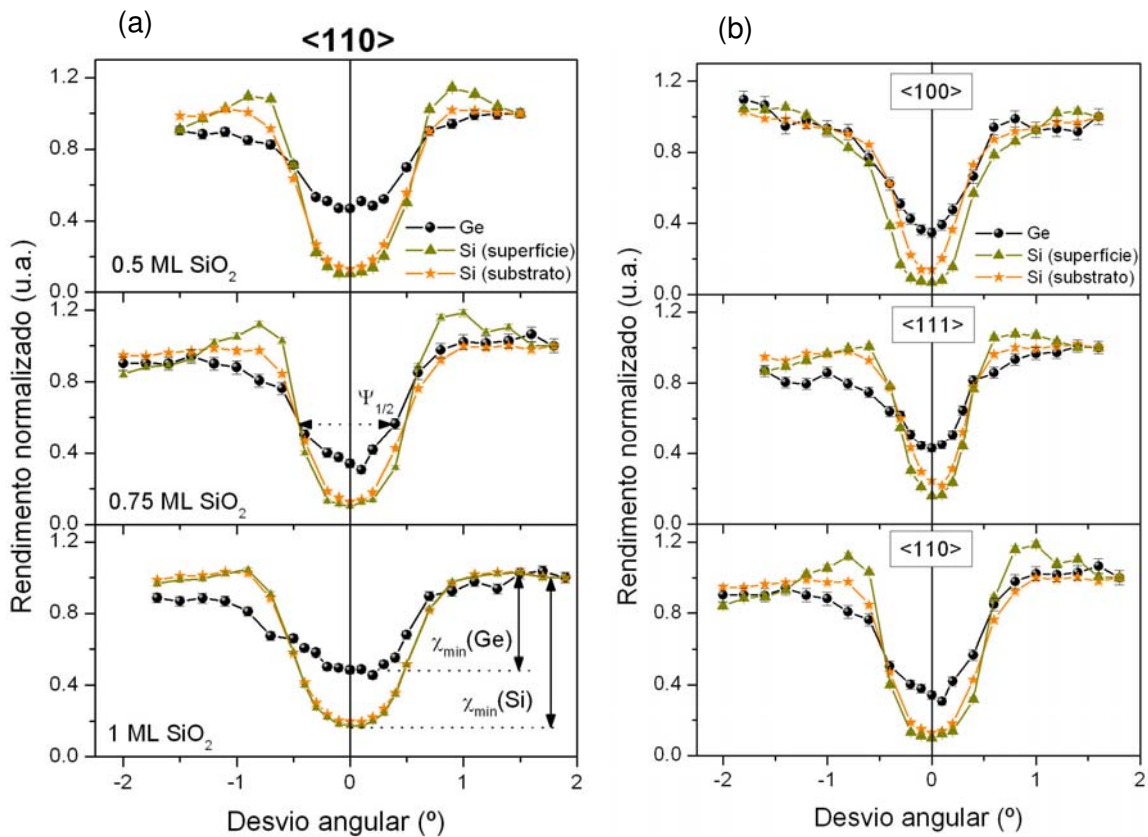 (a)
<110>
Rendimento normalizado (u.a.)
1.2
0.8
0.4
0.0
Ge
Si (superfície)
Si (substrato)
0.5 ML SiO₂
1.2
0.8
0.4
0.0
Ψ1/2
0.75 ML SiO₂
1.2
0.8
0.4
0.0
χmin(Ge)
χmin(Si)
1 ML SiO₂
-2 -1 0 1 2
Desvio angular (º)
(b)
Rendimento normalizado (u.a.)
1.2
0.8
0.4
0.0
<100>
Ge
Si (superfície)
Si (substrato)
1.2
0.8
0.4
0.0
<111>
1.2
0.8
0.4
0.0
<110>
-2 -1 0 1 2
Desvio angular (º)